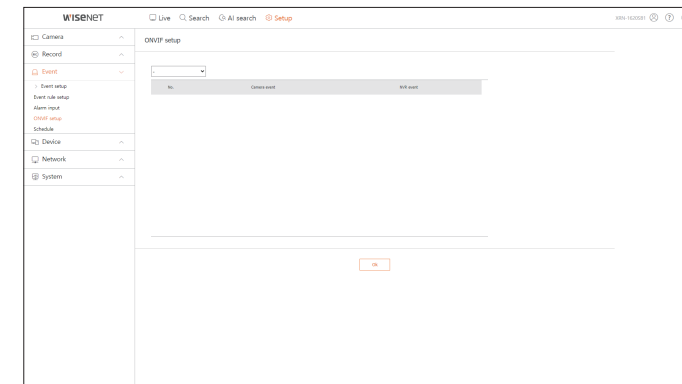 WISENET
Live Search AI search Setup
XRN-1620SB1
Camera
Record
Event
Event setup
Event rule setup
Alarm input
ONVIF setup
Schedule
Device
Network
System
ONVIF setup
-
No. Camera event NVR event
Ok